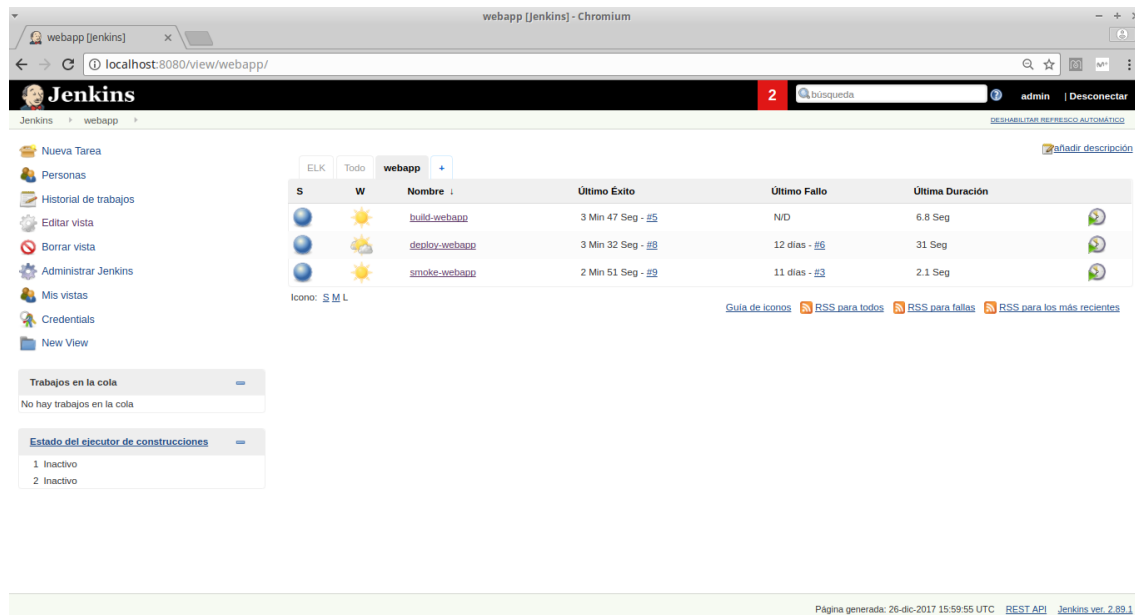 webapp [Jenkins] - Chromium
webapp [Jenkins]
localhost:8080/view/webapp/
Jenkins 2 búsqueda admin | Desconectar
Jenkins webapp DESHABILITAR REFRESCO AUTOMÁTICO
añadir descripción
Nueva Tarea
Personas
Historial de trabajos
Editar vista
Borrar vista
Administrar Jenkins
Mis vistas
Credentials
New View
ELK Todo webapp +
S W Nombre ↓ Último Éxito Último Fallo Última Duración
build-webapp 3 Min 47 Seg - #5 N/D 6.8 Seg
deploy-webapp 3 Min 32 Seg - #8 12 días - #6 31 Seg
smoke-webapp 2 Min 51 Seg - #9 11 días - #3 2.1 Seg
Icono: S M L
Guía de iconos RSS para todos RSS para fallas RSS para los más recientes
Trabajos en la cola
No hay trabajos en la cola
Estado del ejecutor de construcciones
1 Inactivo
2 Inactivo
Página generada: 26-dic-2017 15:59:55 UTC REST API Jenkins ver. 2.89.1